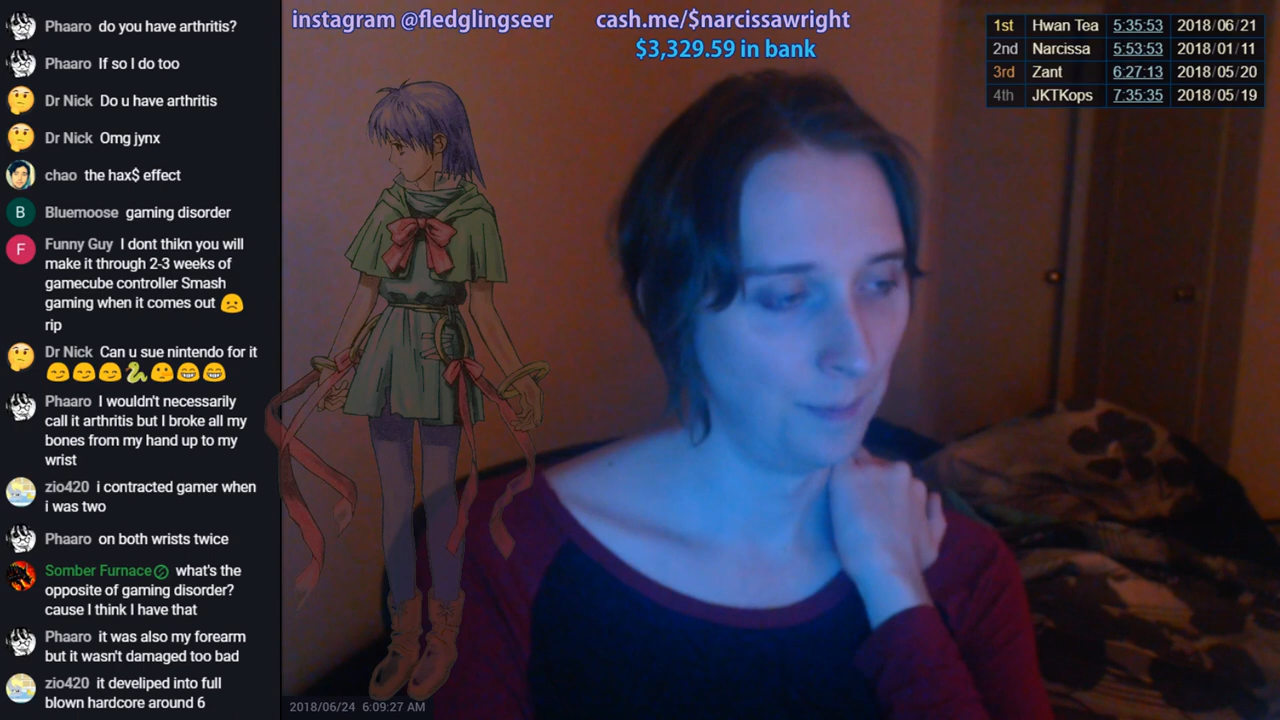 Phaaro do you have arthritis?
Phaaro If so I do too
Dr Nick Do u have arthritis
Dr Nick Omg jynx
chao the hax$ effect
B
Bluemoose gaming disorder
F
Funny Guy I dont thikn you will
make it through 2-3 weeks of
gamecube controller Smash
gaming when it comes out
rip
Dr Nick Can u sue nintendo for it
Phaaro I wouldn't necessarily
call it arthritis but I broke all my
bones from my hand up to my
wrist
zio420 i contracted gamer when
i was two
Phaaro on both wrists twice
Somber Furnace what's the
opposite of gaming disorder?
cause I think I have that
Phaaro it was also my forearm
but it wasn't damaged too bad
zio420 it develiped into full
blown hardcore around 6
instagram @fledglingseer cash.me/$narcissawright
$3,329.59 in bank
1st Hwan Tea 5:35:53 2018/06/21
2nd Narcissa 5:53:53 2018/01/11
3rd Zant 6:27:13 2018/05/20
4th JKTKops 7:35:35 2018/05/19
2018/06/24 6:09:27 AM